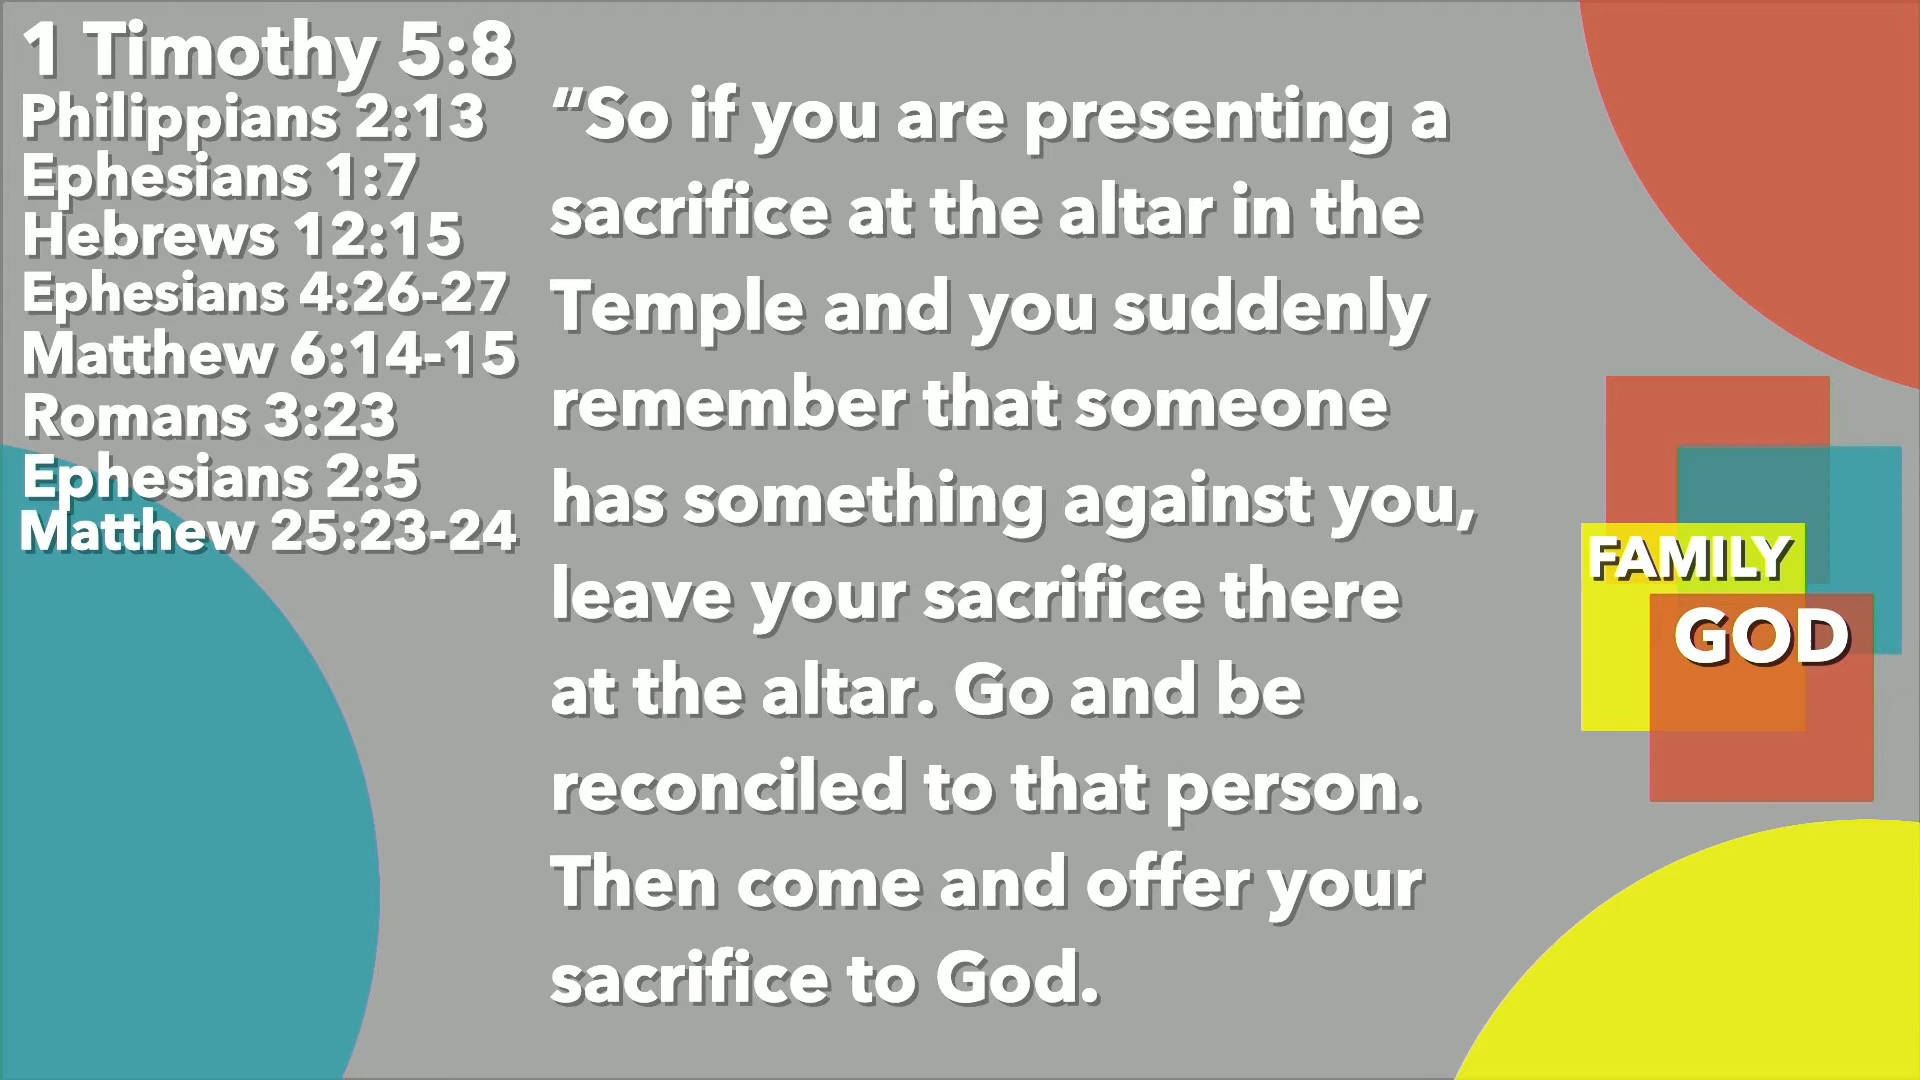 1 Timothy 5:8
Philippians 2:13
Ephesians 1:7
Hebrews 12:15
Ephesians 4:26-27
Matthew 6:14-15
Romans 3:23
Ephesians 2:5
Matthew 25:23-24
“So if you are presenting a
sacrifice at the altar in the
Temple and you suddenly
remember that someone
has something against you,
leave your sacrifice there
at the altar. Go and be
reconciled to that person.
Then come and offer your
sacrifice to God.
FAMILY
GOD